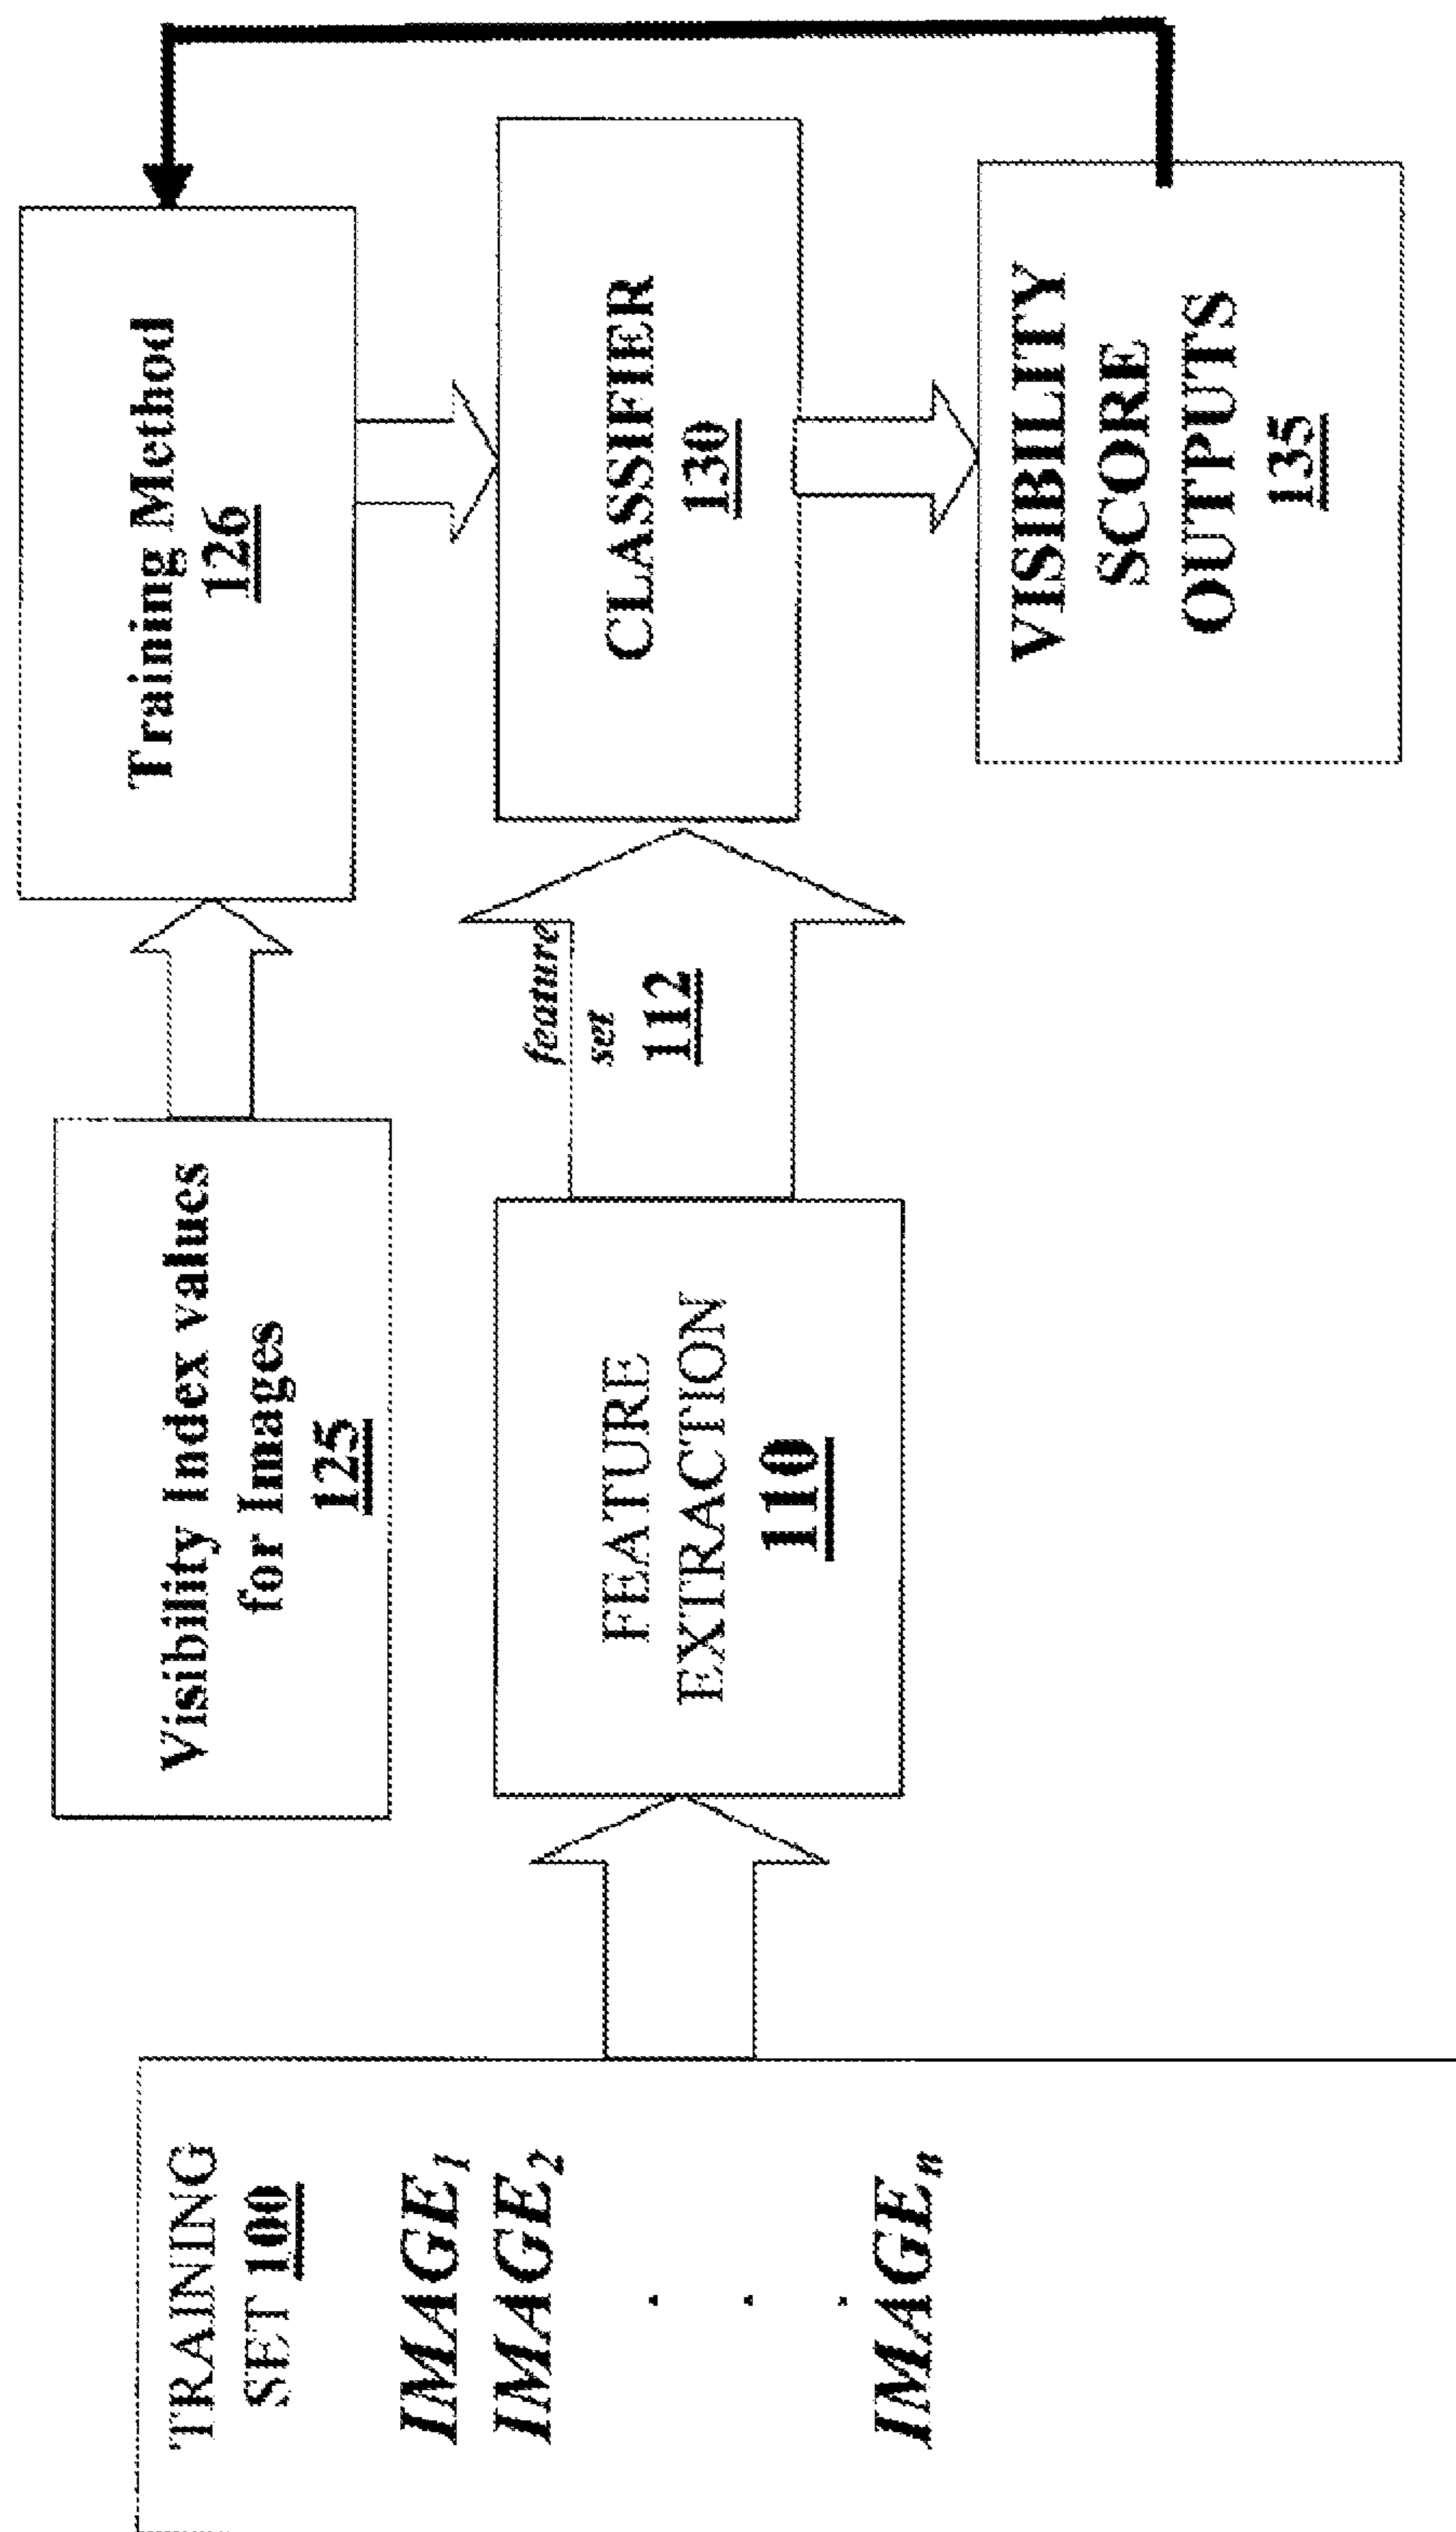 TRAINING
SET 100
IMAGE1
IMAGE2
.
.
.
IMAGEn
Visibility Index values
for Images
125
FEATURE
EXTRACTION
110
feature
set
112
Training Method
126
CLASSIFIER
130
VISIBILITY
SCORE
OUTPUTS
135